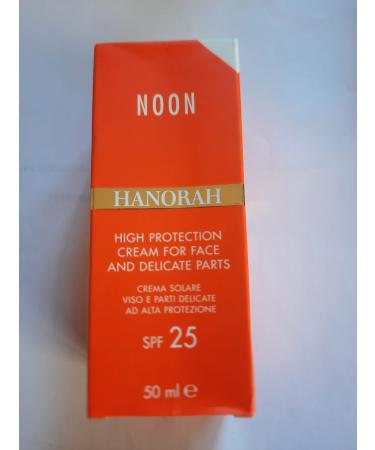 NOON
HANORAH
HIGH PROTECTION
CREAM FOR FACE
AND DELICATE PARTS
CREMA SOLARE
VISO E PARTI DELICATE
AD ALTA PROTEZIONE
SPF 25
50 ml ℮